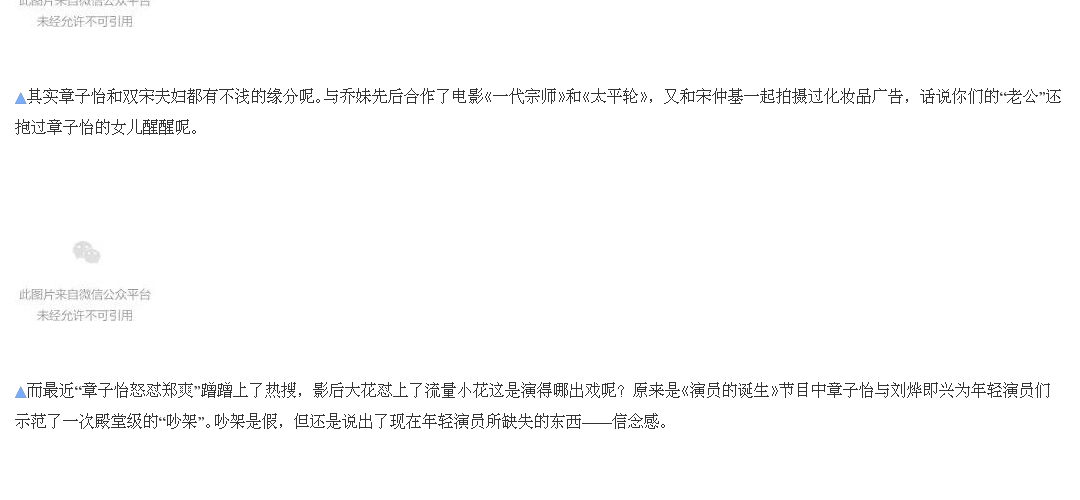 此图片来自微信公众平台
未经允许不可引用
▲其实章子怡和双宋夫妇都有不浅的缘分呢。与乔妹先后合作了电影《一代宗师》和《太平轮》，又和宋仲基一起拍摄过化妆品广告，话说你们的“老公”还
抱过章子怡的女儿醒醒呢。
此图片来自微信公众平台
未经允许不可引用
▲而最近“章子怡怒怼郑爽”蹭蹭上了热搜，影后大花怼上了流量小花这是演得哪出戏呢？原来是《演员的诞生》节目中章子怡与刘烨即兴为年轻演员们
示范了一次殿堂级的“吵架”。吵架是假，但还是说出了现在年轻演员所缺失的东西——信念感。